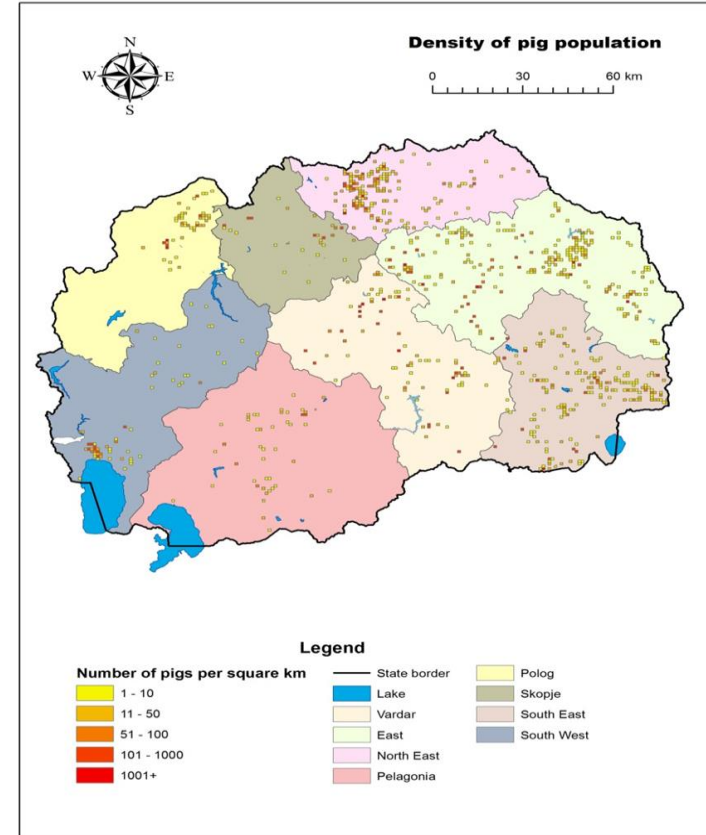 N
W E
S
Density of pig population
0 30 60 km
Legend
Number of pigs per square km
1 - 10
11 - 50
51 - 100
101 - 1000
1001+
State border
Lake
Vardar
East
North East
Pelagonia
Polog
Skopje
South East
South West